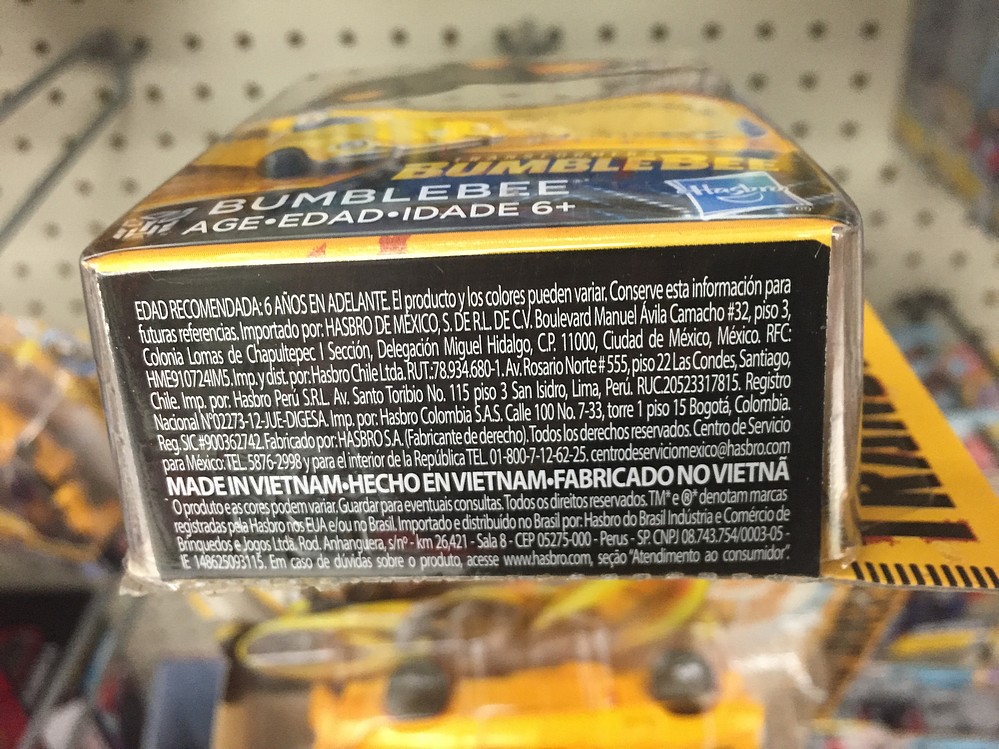 BUMBLEBEE
Hasbro
BUMBLEBEE
AGE•EDAD•IDADE 6+
EDAD RECOMENDADA: 6 AÑOS EN ADELANTE. El producto y los colores pueden variar. Conserve esta información para
futuras referencias. Importado por: HASBRO DE MÉXICO, S. DE R.L. DE C.V. Boulevard Manuel Ávila Camacho #32, piso 3,
Colonia Lomas de Chapultepec I Sección, Delegación Miguel Hidalgo, C.P. 11000, Ciudad de México, México. RFC:
HME910724IM5. Imp. y dist. por: Hasbro Chile Ltda. RUT.:78.934.680-1. Av. Rosario Norte # 555, piso 22 Las Condes, Santiago,
Chile. Imp. por: Hasbro Perú S.R.L. Av. Santo Toribio No. 115 piso 3 San Isidro, Lima, Perú. RUC.20523317815. Registro
Nacional Nº02273-12-JUE-DIGESA. Imp. por: Hasbro Colombia S.A.S. Calle 100 No. 7-33, torre 1 piso 15 Bogotá, Colombia.
Reg. SIC #900362742. Fabricado por: HASBRO S.A. (Fabricante de derecho). Todos los derechos reservados. Centro de Servicio
para México: TEL. 5876-2998 y para el interior de la República TEL. 01-800-7-12-62-25. centrodeserviciomexico@hasbro.com
MADE IN VIETNAM•HECHO EN VIETNAM•FABRICADO NO VIETNÃ
O produto e as cores podem variar. Guardar para eventuais consultas. Todos os direitos reservados. TM* e ®* denotam marcas
registradas pela Hasbro nos EUA e/ou no Brasil. Importado e distribuído no Brasil por: Hasbro do Brasil Indústria e Comércio de
Brinquedos e Jogos Ltda. Rod. Anhanguera, s/nº - km 26,421 - Sala 8 - CEP 05275-000 - Perus - SP. CNPJ 08.743.754/0003-05 -
IE 148625093115. Em caso de dúvidas sobre o produto, acesse www.hasbro.com, seção "Atendimento ao consumidor".